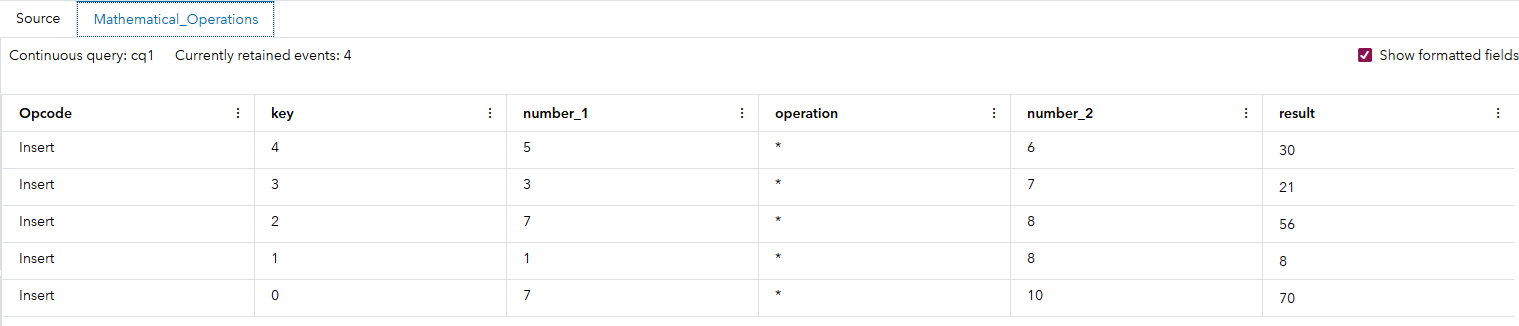 Source Mathematical_Operations
Continuous query: cq1 Currently retained events: 4 Show formatted fields
Opcode key number_1 operation number_2 result
Insert 4 5 * 6 30
Insert 3 3 * 7 21
Insert 2 7 * 8 56
Insert 1 1 * 8 8
Insert 0 7 * 10 70